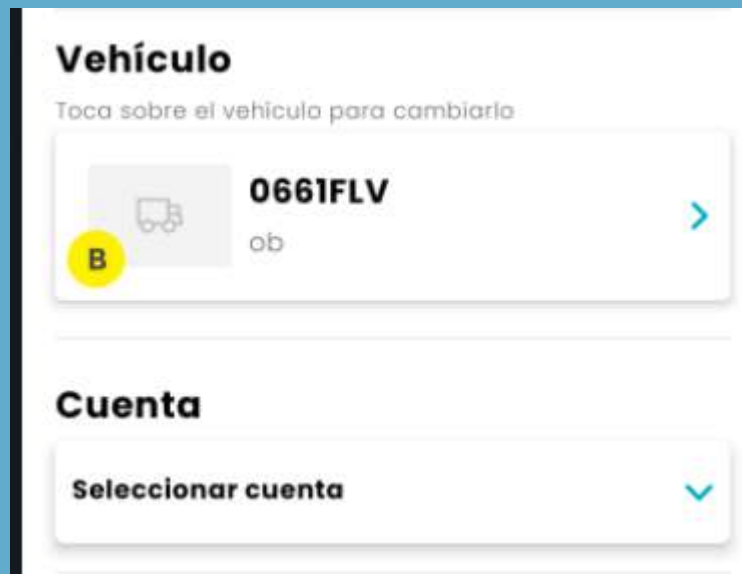 Vehículo
Toca sobre el vehículo para cambiarlo
0661FLV
ob
B
Cuenta
Seleccionar cuenta